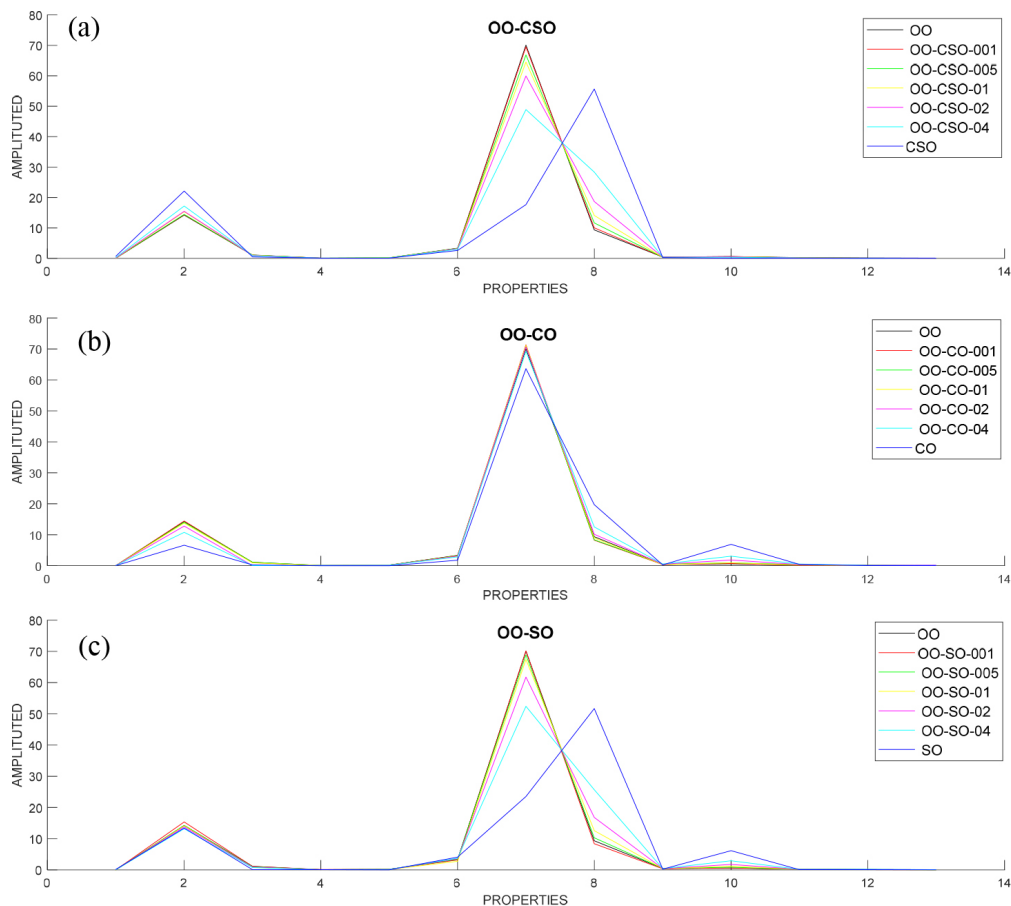 (a)
OO-CSO
80
70
60
50
40
30
20
10
0
AMPLITUTED
0 2 4 6 8 10 12 14
PROPERTIES
OO
OO-CSO-001
OO-CSO-005
OO-CSO-01
OO-CSO-02
OO-CSO-04
CSO
(b)
OO-CO
80
70
60
50
40
30
20
10
0
AMPLITUTED
0 2 4 6 8 10 12 14
PROPERTIES
OO
OO-CO-001
OO-CO-005
OO-CO-01
OO-CO-02
OO-CO-04
CO
(c)
OO-SO
80
70
60
50
40
30
20
10
0
AMPLITUTED
0 2 4 6 8 10 12 14
PROPERTIES
OO
OO-SO-001
OO-SO-005
OO-SO-01
OO-SO-02
OO-SO-04
SO